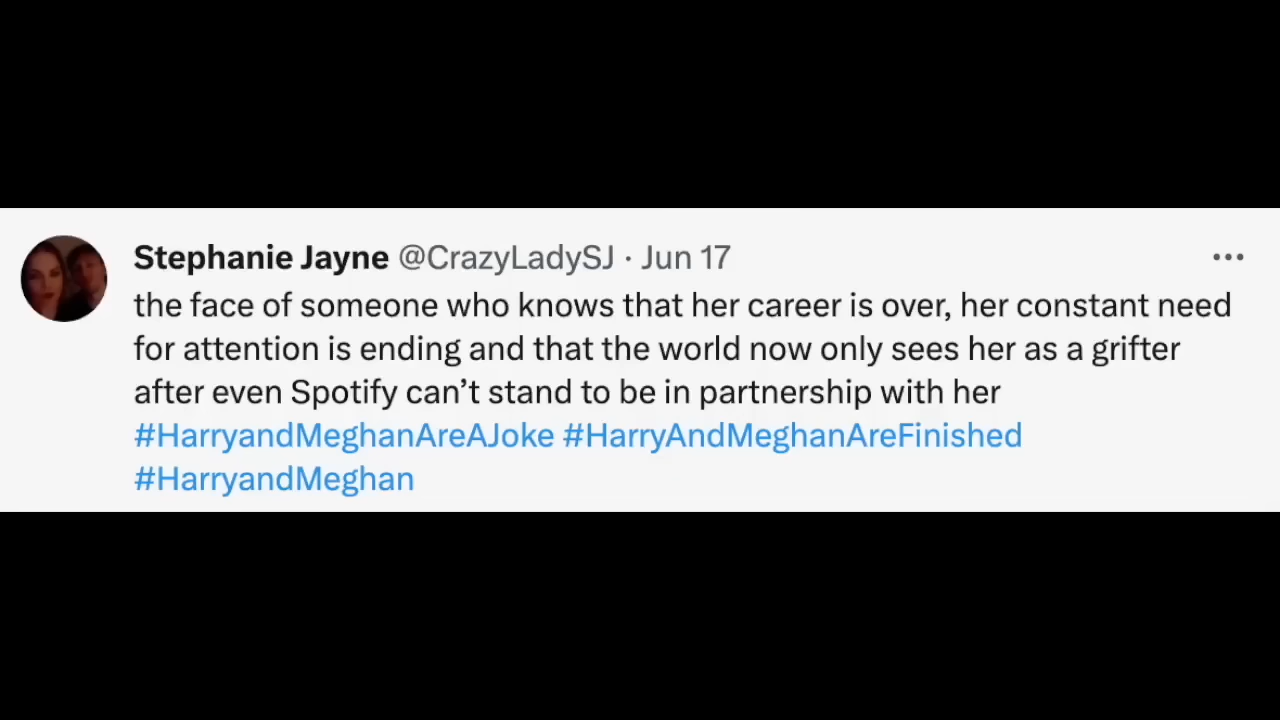 Stephanie Jayne @CrazyLadySJ · Jun 17
the face of someone who knows that her career is over, her constant need
for attention is ending and that the world now only sees her as a grifter
after even Spotify can’t stand to be in partnership with her
#HarryandMeghanAreAJoke #HarryAndMeghanAreFinished
#HarryandMeghan